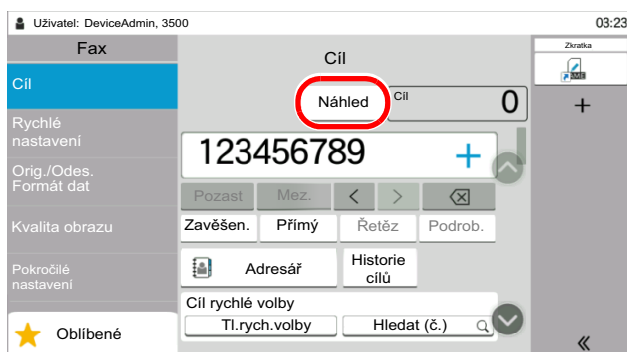 Uživatel: DeviceAdmin, 3500
03:23
Fax
Cíl
Rychlé
nastavení
Orig./Odes.
Formát dat
Kvalita obrazu
Pokročilé
nastavení
Oblíbené
Cíl
Náhled
Cíl
0
123456789
+
Pozast
Mez.
<
>
Zavěšen.
Přímý
Řetěz
Podrob.
Adresář
Historie
cílů
Cíl rychlé volby
Tl.rych.volby
Hledat (č.)
Zkratka
+
«